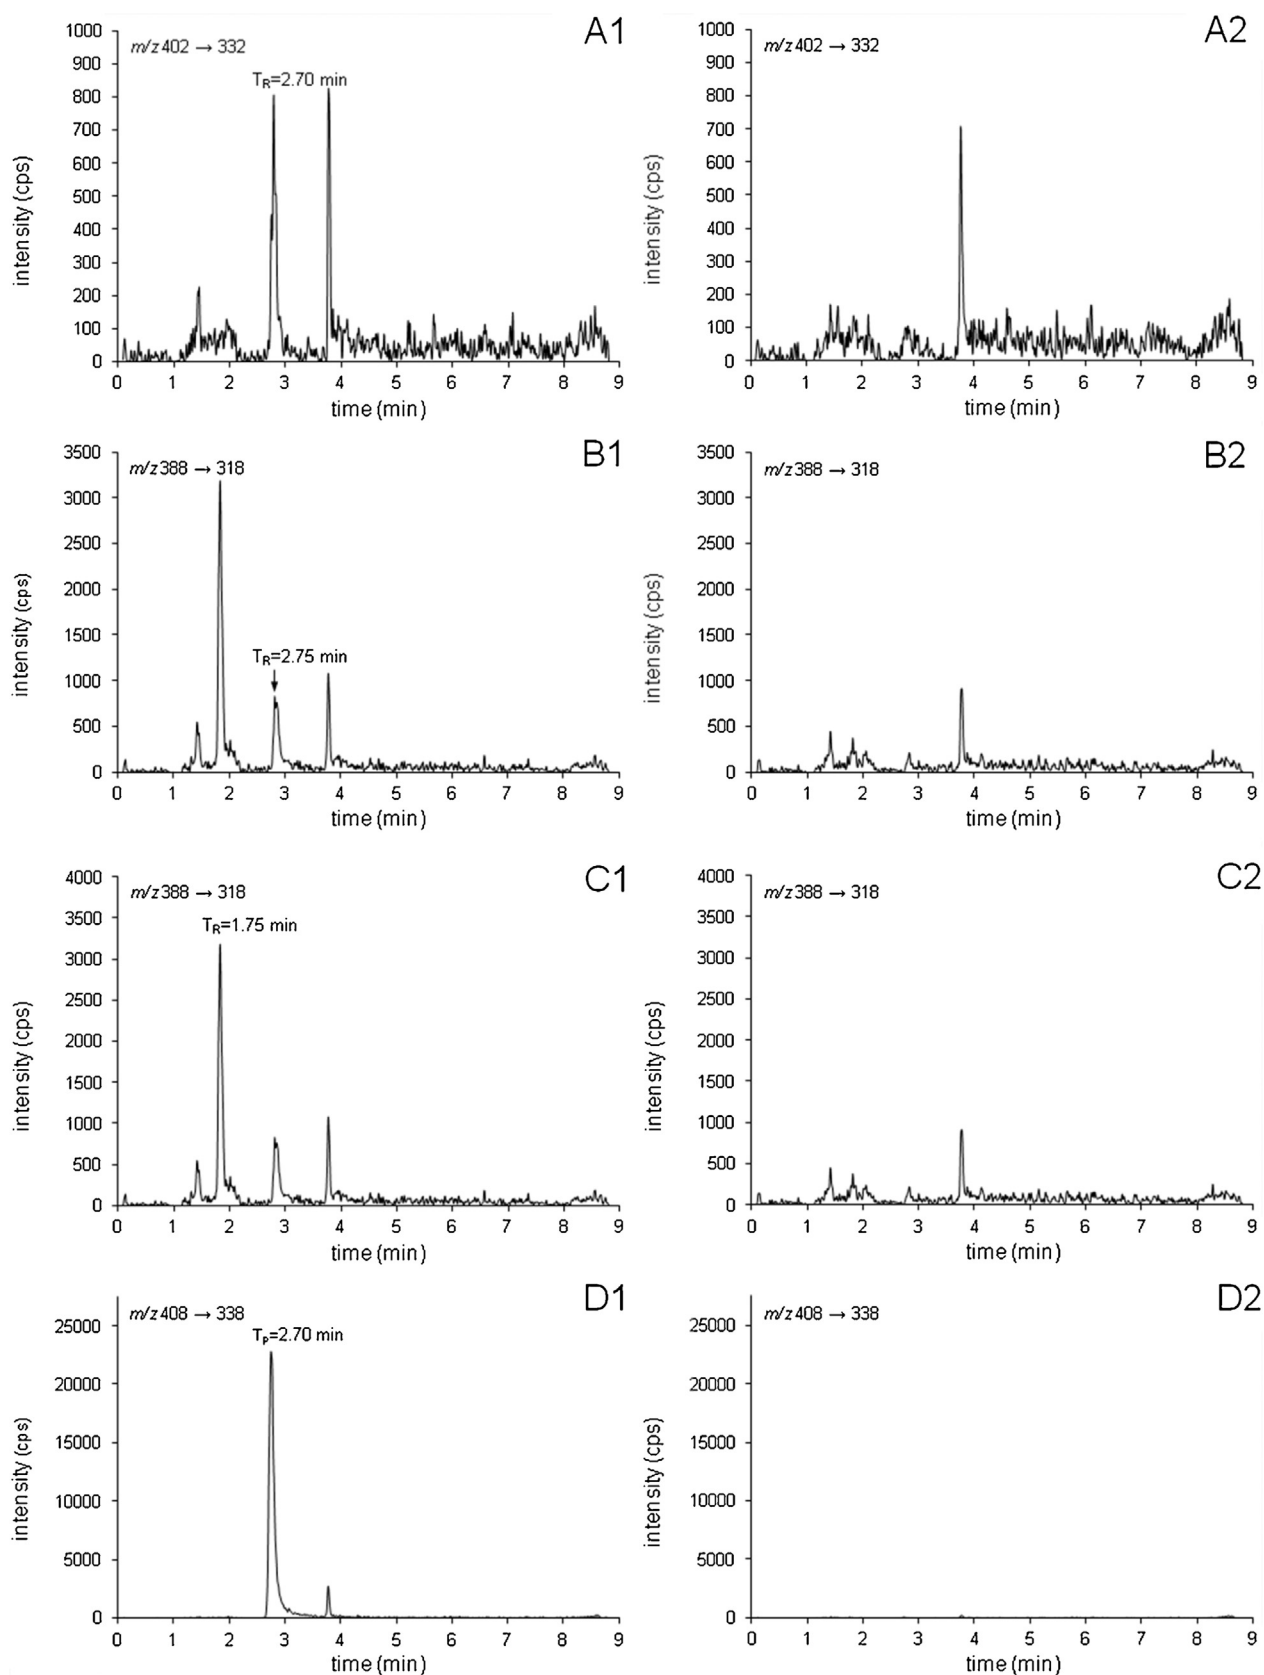 A1
m/z 402 → 332
TR=2.70 min
1000
900
800
700
600
500
400
300
200
100
0
intensity (cps)
0 1 2 3 4 5 6 7 8 9
time (min)
A2
m/z 402 → 332
1000
900
800
700
600
500
400
300
200
100
0
intensity (cps)
0 1 2 3 4 5 6 7 8 9
time (min)
B1
m/z 388 → 318
TR=2.75 min
3500
3000
2500
2000
1500
1000
500
0
intensity (cps)
0 1 2 3 4 5 6 7 8 9
time (min)
B2
m/z 388 → 318
3500
3000
2500
2000
1500
1000
500
0
intensity (cps)
0 1 2 3 4 5 6 7 8 9
time (min)
C1
m/z 388 → 318
TR=1.75 min
4000
3500
3000
2500
2000
1500
1000
500
0
intensity (cps)
0 1 2 3 4 5 6 7 8 9
time (min)
C2
m/z 388 → 318
4000
3500
3000
2500
2000
1500
1000
500
0
intensity (cps)
0 1 2 3 4 5 6 7 8 9
time (min)
D1
m/z 408 → 338
TP=2.70 min
25000
20000
15000
10000
5000
0
intensity (cps)
0 1 2 3 4 5 6 7 8 9
time (min)
D2
m/z 408 → 338
25000
20000
15000
10000
5000
0
intensity (cps)
0 1 2 3 4 5 6 7 8 9
time (min)